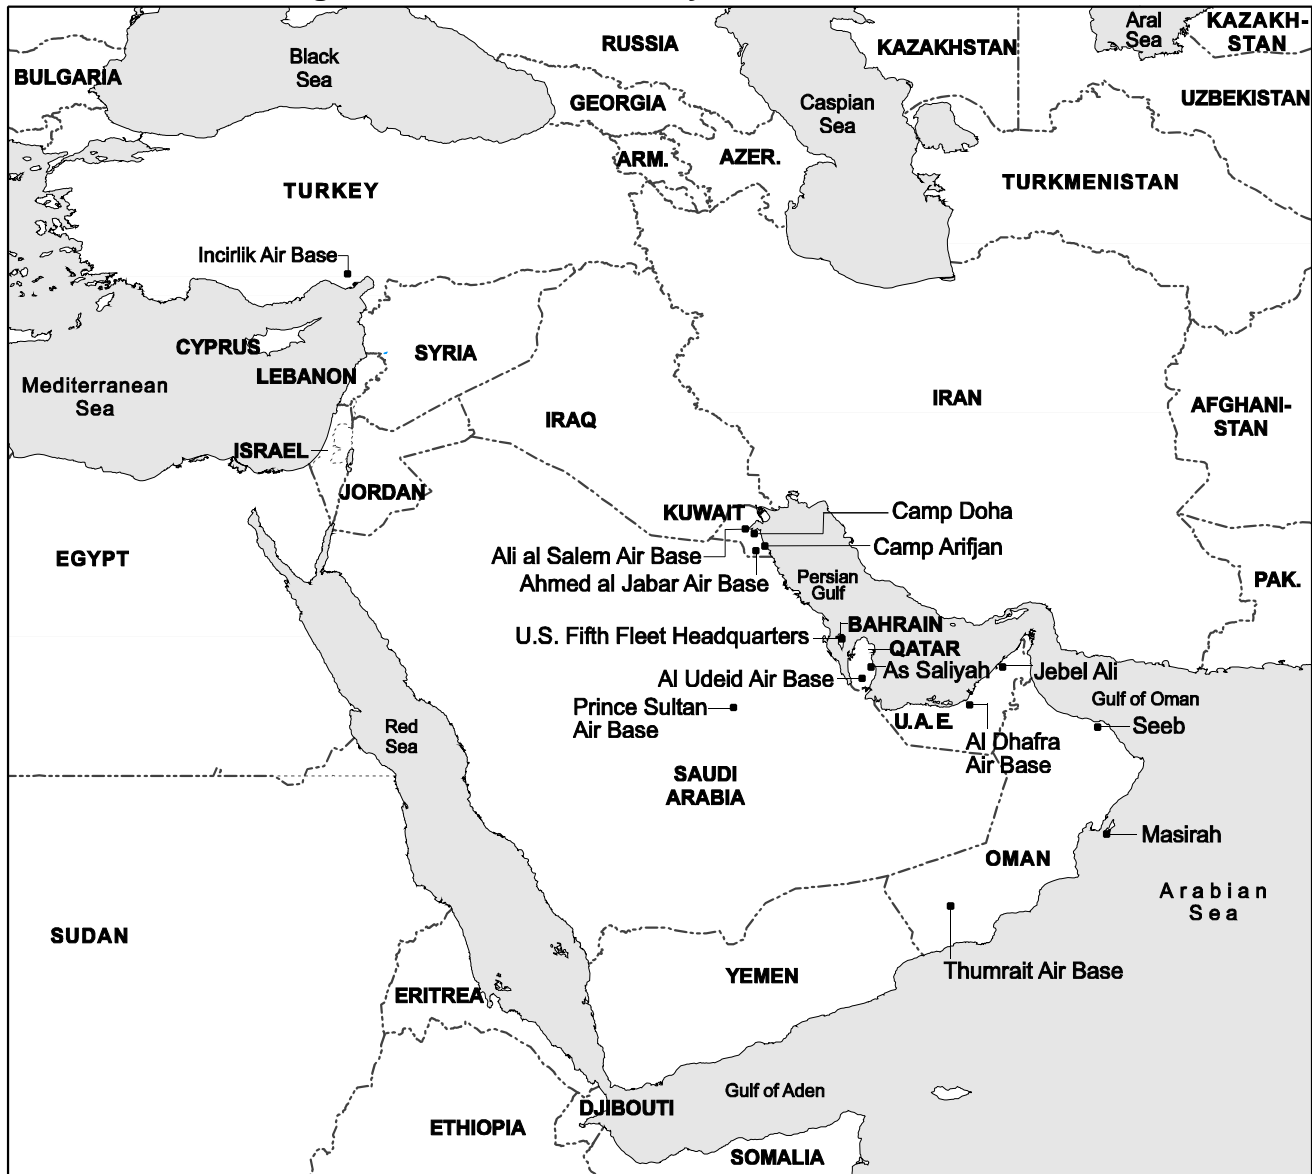 Aral
Sea
KAZAKH-
STAN
RUSSIA
KAZAKHSTAN
Black
Sea
BULGARIA
GEORGIA
Caspian
Sea
UZBEKISTAN
ARM.
AZER.
TURKEY
TURKMENISTAN
Incirlik Air Base
CYPRUS
SYRIA
LEBANON
Mediterranean
Sea
IRAN
AFGHANI-
STAN
IRAQ
ISRAEL
JORDAN
KUWAIT
Camp Doha
EGYPT
Ali al Salem Air Base
Camp Arifjan
Ahmed al Jabar Air Base
Persian
Gulf
PAK.
BAHRAIN
U.S. Fifth Fleet Headquarters
QATAR
As Saliyah
Jebel Ali
Al Udeid Air Base
Gulf of Oman
Prince Sultan
Air Base
U.A.E.
Seeb
Red
Sea
Al Dhafra
Air Base
SAUDI
ARABIA
Masirah
OMAN
Arabian
Sea
SUDAN
YEMEN
Thumrait Air Base
ERITREA
Gulf of Aden
DJIBOUTI
ETHIOPIA
SOMALIA